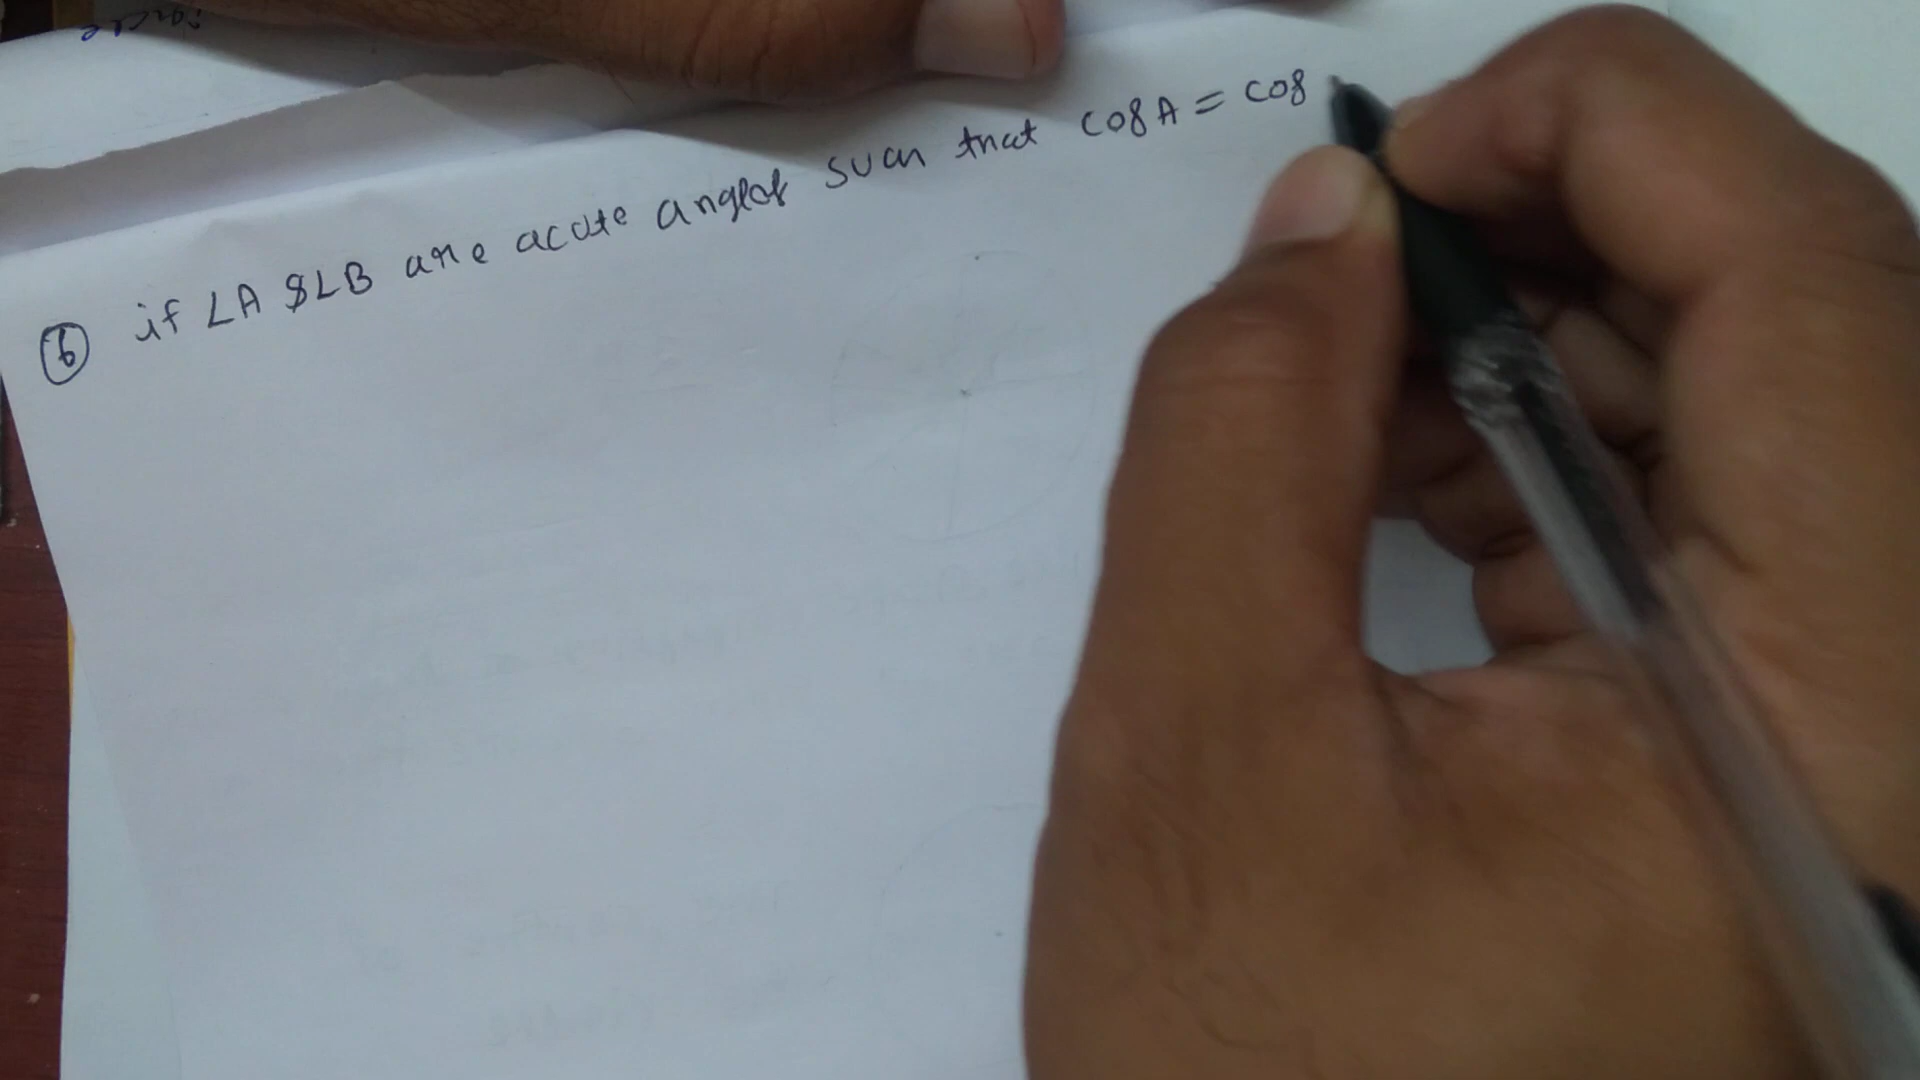 ⑥ if ∠A & ∠B are acute angles such that cos A = cos